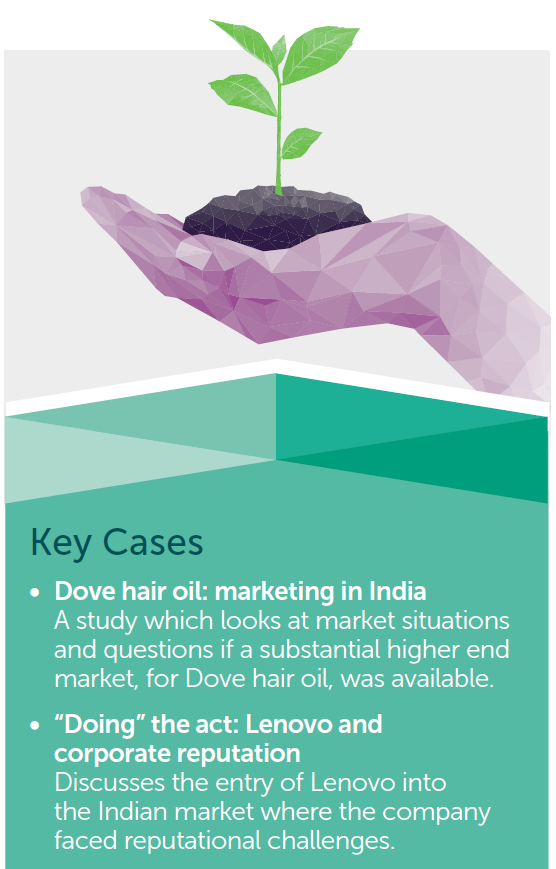 Key Cases
• Dove hair oil: marketing in India
A study which looks at market situations
and questions if a substantial higher end
market, for Dove hair oil, was available.
• “Doing” the act: Lenovo and
corporate reputation
Discusses the entry of Lenovo into
the Indian market where the company
faced reputational challenges.